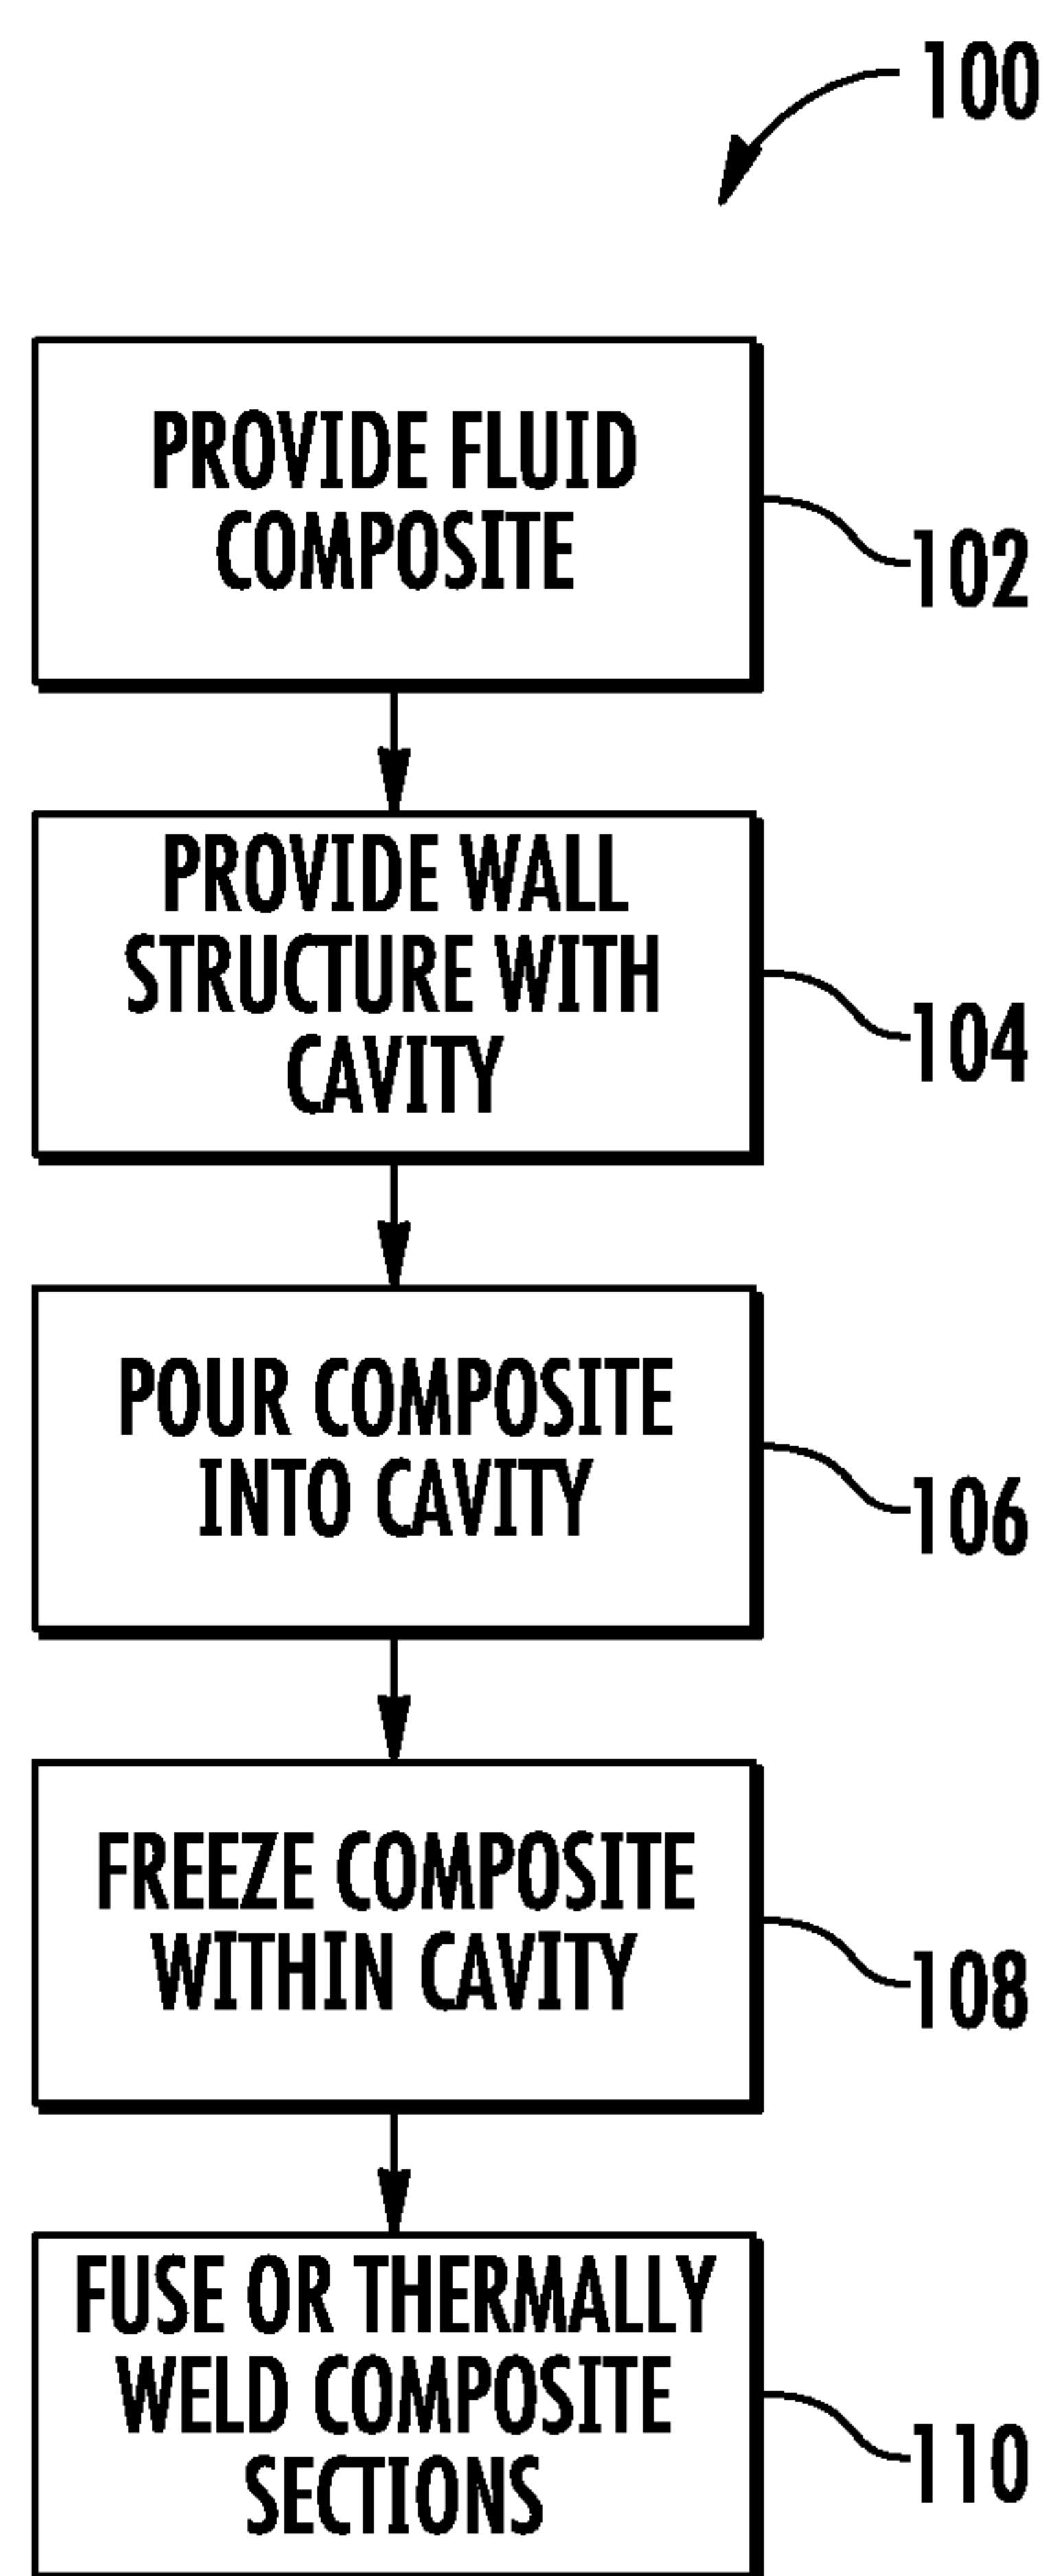 100
PROVIDE FLUID
COMPOSITE
102
PROVIDE WALL
STRUCTURE WITH
CAVITY
104
POUR COMPOSITE
INTO CAVITY
106
FREEZE COMPOSITE
WITHIN CAVITY
108
FUSE OR THERMALLY
WELD COMPOSITE
SECTIONS
110